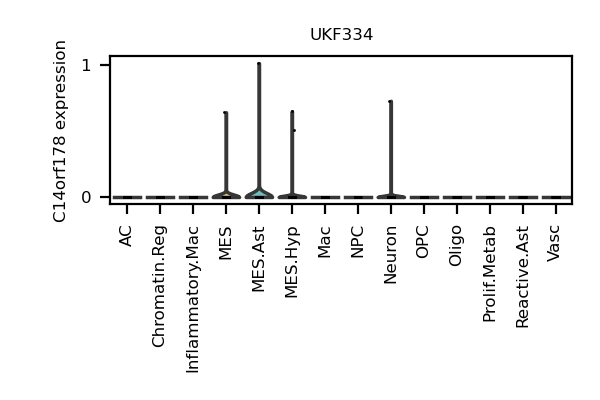 UKF334
C14orf178 expression
1
0
AC
Chromatin.Reg
Inflammatory.Mac
MES
MES.Ast
MES.Hyp
Mac
NPC
Neuron
OPC
Oligo
Prolif.Metab
Reactive.Ast
Vasc